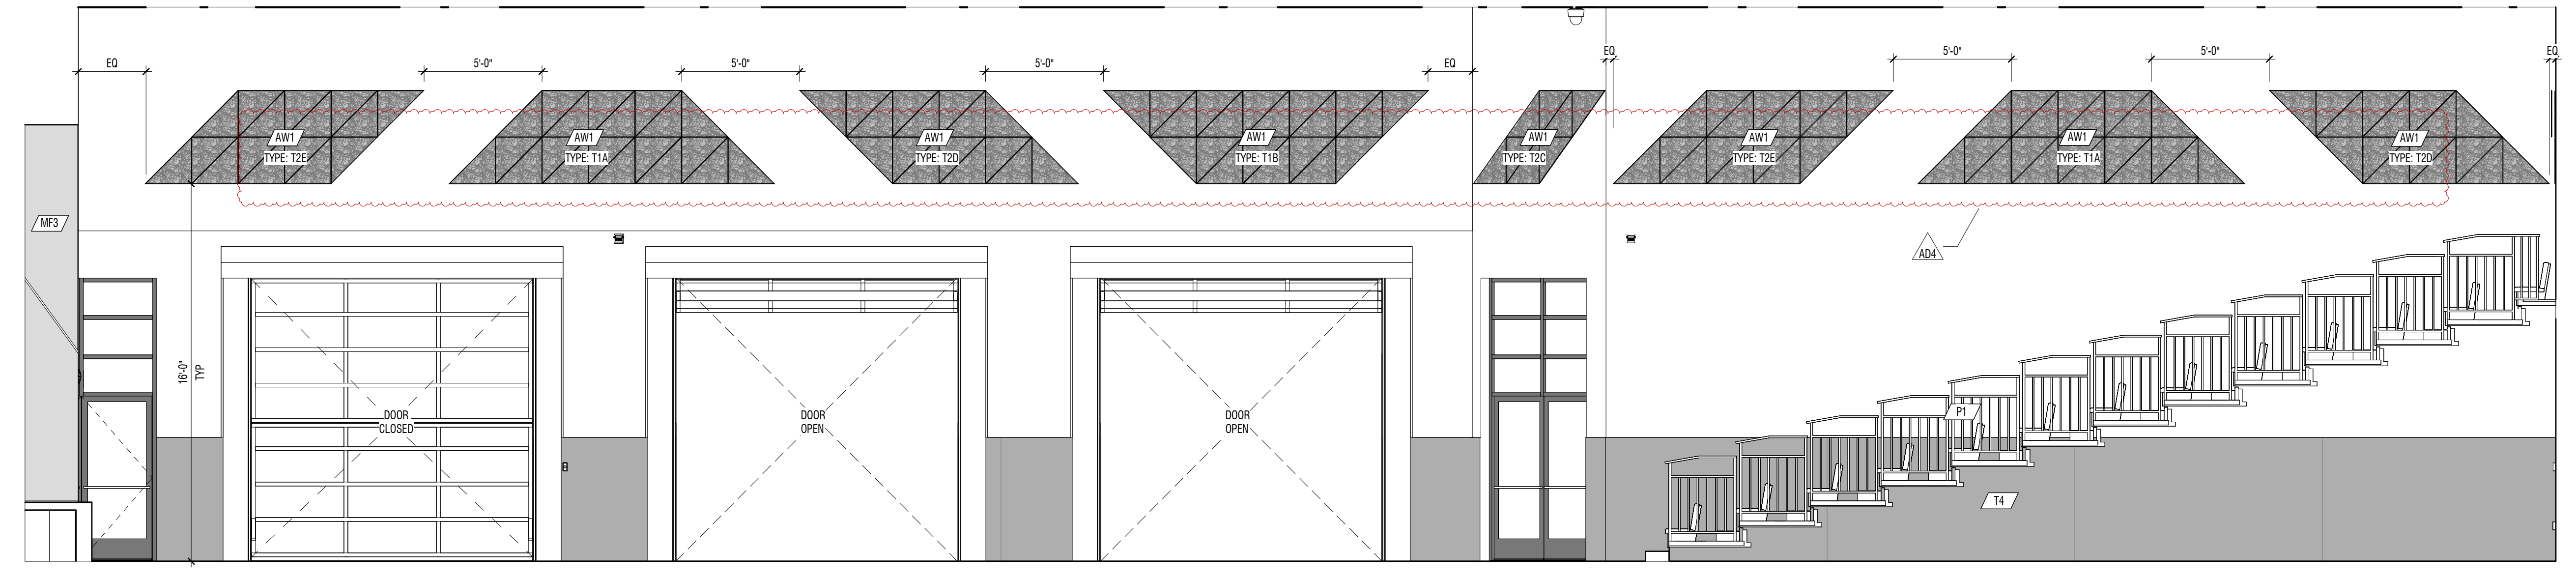 EQ
5'-0"
5'-0"
5'-0"
EQ
EQ
5'-0"
5'-0"
EQ
AW1
TYPE: T2E
AW1
TYPE: T1A
AW1
TYPE: T2D
AW1
TYPE: T1B
AW1
TYPE: T2C
AW1
TYPE: T2E
AW1
TYPE: T1A
AW1
TYPE: T2D
MF3
AD4
16'-0"
TYP
DOOR
CLOSED
DOOR
OPEN
DOOR
OPEN
P1
T4